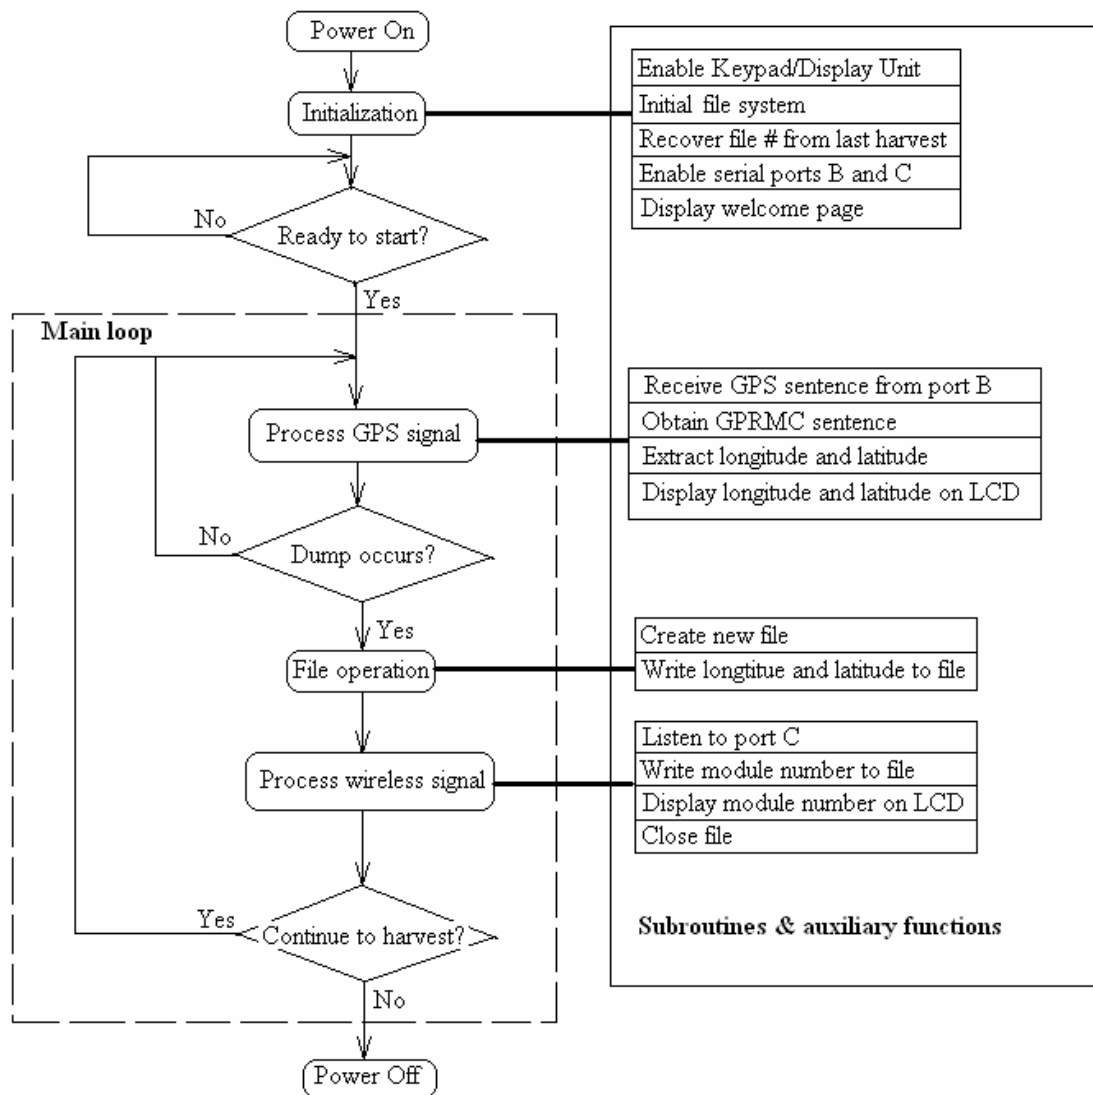 Power On
Initialization
Enable Keypad/Display Unit
Initial file system
Recover file # from last harvest
Enable serial ports B and C
Display welcome page
No
Ready to start?
Yes
Main loop
Process GPS signal
Receive GPS sentence from port B
Obtain GPRMC sentence
Extract longitude and latitude
Display longitude and latitude on LCD
No
Dump occurs?
Yes
File operation
Create new file
Write longtitue and latitude to file
Process wireless signal
Listen to port C
Write module number to file
Display module number on LCD
Close file
Yes
Continue to harvest?
Subroutines & auxiliary functions
No
Power Off